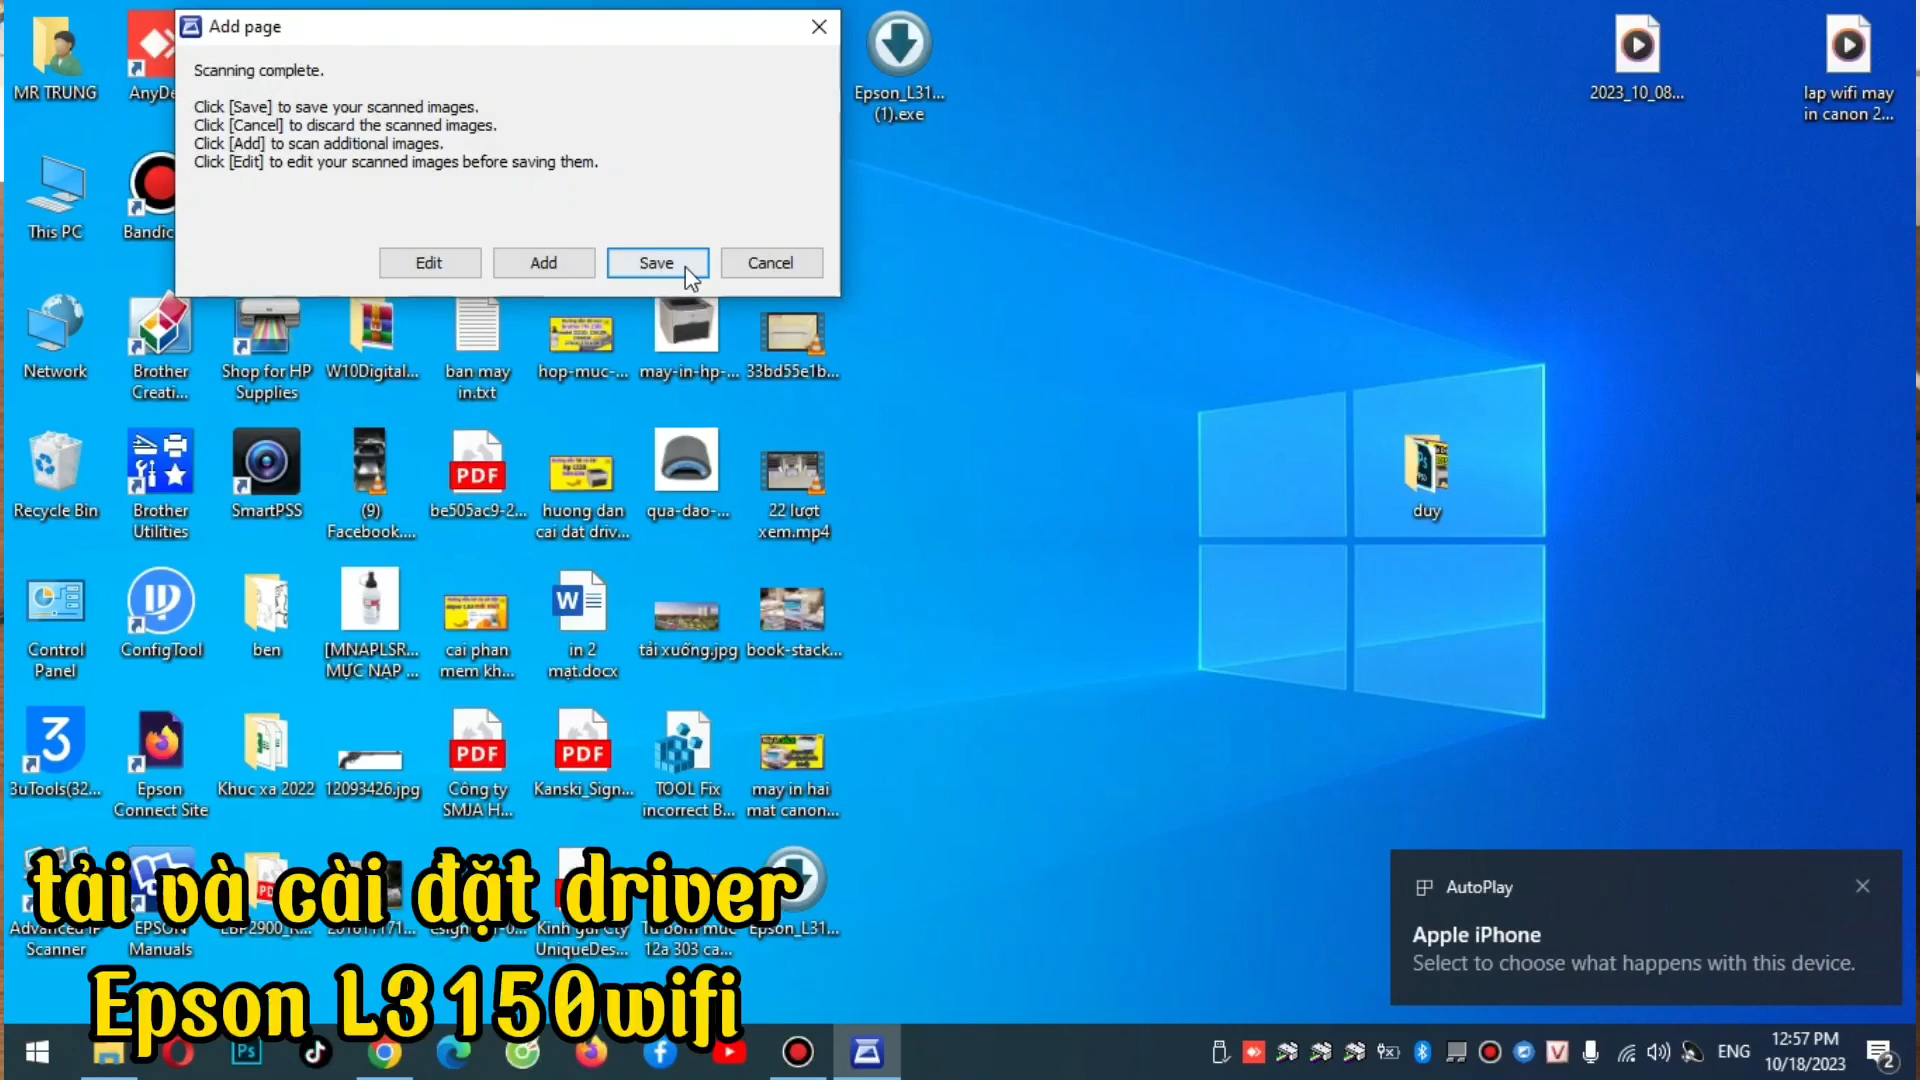 Add page
Scanning complete.
Click [Save] to save your scanned images.
Click [Cancel] to discard the scanned images.
Click [Add] to scan additional images.
Click [Edit] to edit your scanned images before saving them.
Edit
Add
Save
Cancel
MR TRUNG
AnyDe
Epson_L31...
(1).exe
2023_10_08...
lap wifi may
in canon 2...
This PC
Bandic
Network
Brother
Creati...
Shop for HP
Supplies
W10Digital...
ban may
in.txt
hop-muc-...
may-in-hp-...
33bd55e1b...
Recycle Bin
Brother
Utilities
SmartPSS
(9)
Facebook....
PDF
be505ac9-2...
huong dan
cai dat driv...
qua-dao-...
22 lượt
xem.mp4
duy
Control
Panel
ConfigTool
ben
[MNAPLSR...
MỰC NẠP ...
cai phan
mem kh...
in 2
mat.docx
tải xuống.jpg
book-stack...
3uTools(32...
Epson
Connect Site
Khuc xa 2022
12093426.jpg
PDF
Công ty
SMJA H...
PDF
Kanski_Sign...
TOOL Fix
incorrect B...
may in hai
mat canon...
tải và cài đặt driver
Epson L3150wifi
Scanner
EPSON
Manuals
UniqueDes...
12a 303 ca...
Epson_L31...
AutoPlay
Apple iPhone
Select to choose what happens with this device.
ENG
12:57 PM
10/18/2023
2